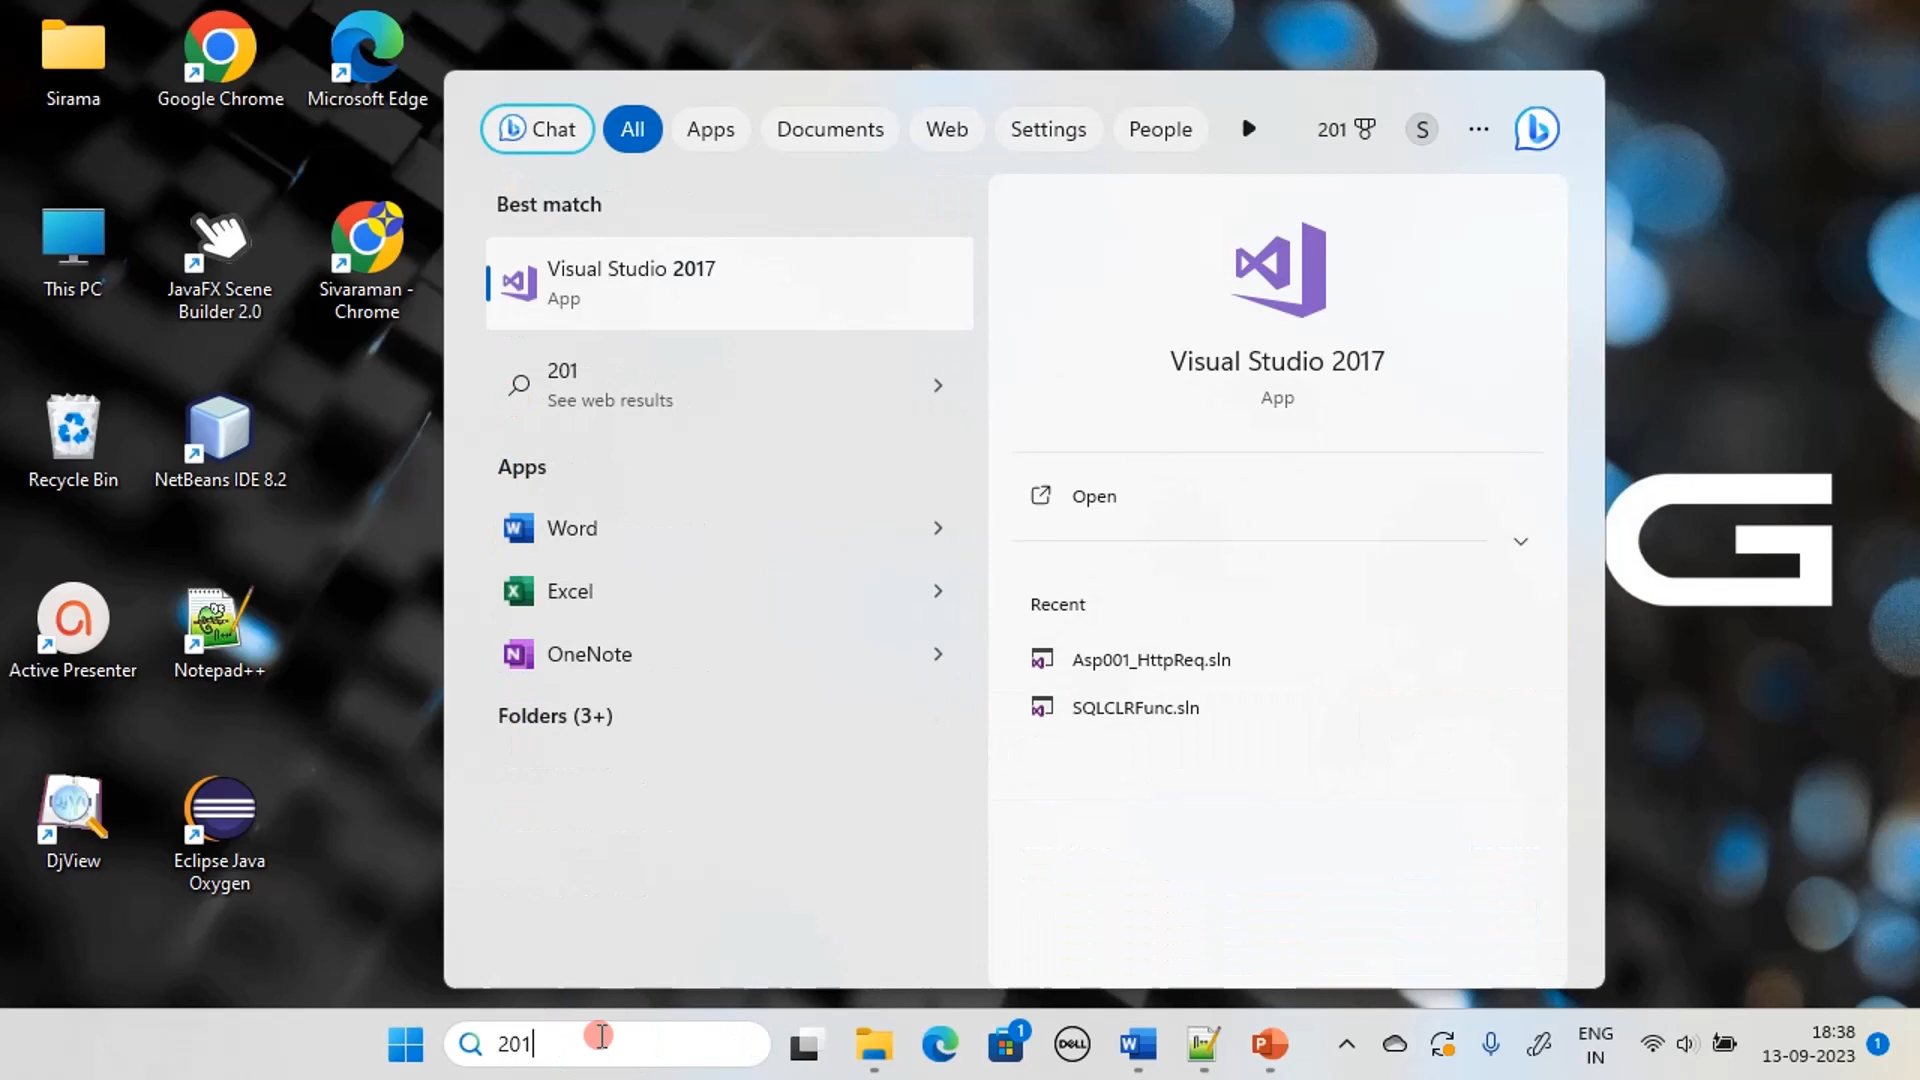 Sirama
Google Chrome
Microsoft Edge
This PC
JavaFX Scene
Builder 2.0
Sivaraman -
Chrome
Recycle Bin
NetBeans IDE 8.2
Active Presenter
Notepad++
DjView
Eclipse Java
Oxygen
Chat
All
Apps
Documents
Web
Settings
People
201
S
Best match
Visual Studio 2017
App
201
See web results
Apps
Word
Excel
OneNote
Folders (3+)
Visual Studio 2017
App
Open
Recent
Asp001_HttpReq.sln
SQLCLRFunc.sln
G
201
1
DELL
ENG
IN
18:38
13-09-2023
1